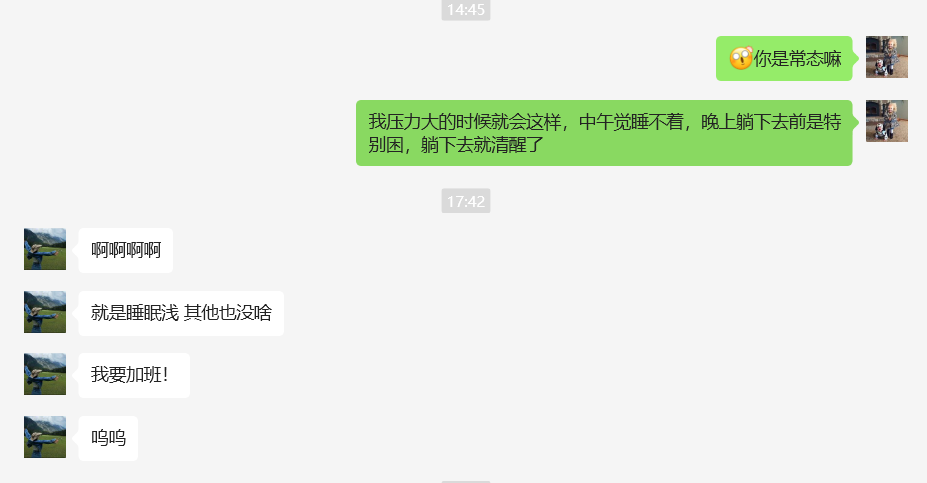 14:45
你是常态嘛
我压力大的时候就会这样，中午觉睡不着，晚上躺下去前是特
别困，躺下去就清醒了
17:42
啊啊啊啊
就是睡眠浅 其他也没啥
我要加班！
呜呜